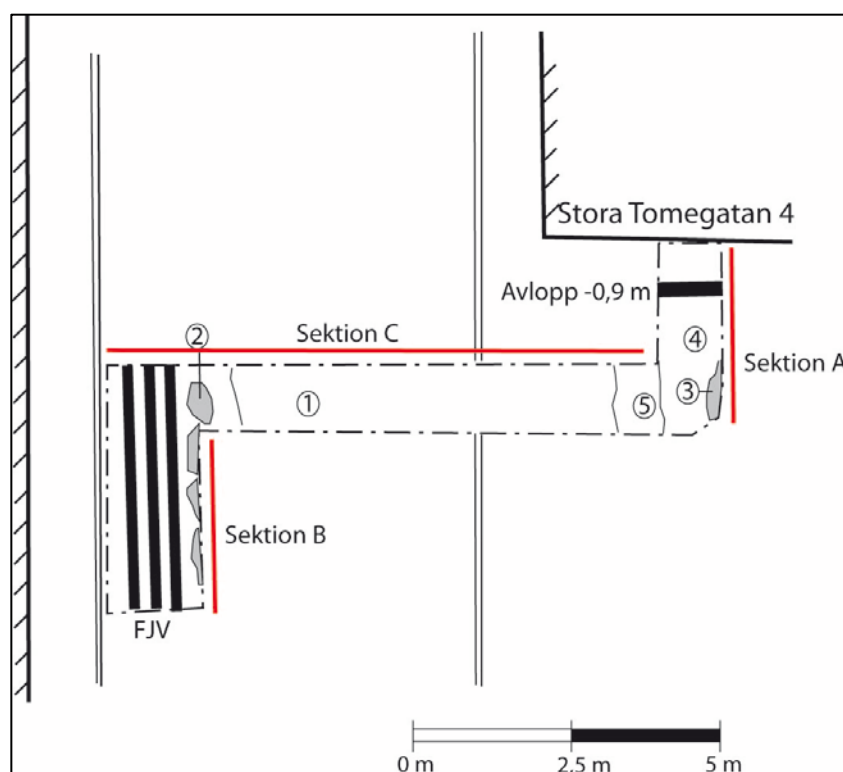 Stora Tomegatan 4
Avlopp -0,9 m
②
Sektion C
④
Sektion A
①
⑤
③
Sektion B
FJV
0 m
2,5 m
5 m